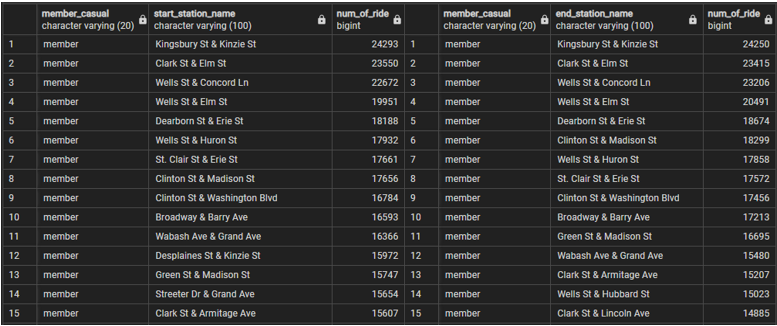 member_casual start_station_name num_of_ride member_casual end_station_name num_of_ride
character varying (20) character varying (100) bigint character varying (20) character varying (100) bigint
1 member Kingsbury St & Kinzie St 24293 1 member Kingsbury St & Kinzie St 24250
2 member Clark St & Elm St 23550 2 member Clark St & Elm St 23415
3 member Wells St & Concord Ln 22672 3 member Wells St & Concord Ln 23206
4 member Wells St & Elm St 19951 4 member Wells St & Elm St 20491
5 member Dearborn St & Erie St 18188 5 member Dearborn St & Erie St 18674
6 member Wells St & Huron St 17932 6 member Clinton St & Madison St 18299
7 member St. Clair St & Erie St 17661 7 member Wells St & Huron St 17858
8 member Clinton St & Madison St 17656 8 member St. Clair St & Erie St 17572
9 member Clinton St & Washington Blvd 16784 9 member Clinton St & Washington Blvd 17456
10 member Broadway & Barry Ave 16593 10 member Broadway & Barry Ave 17213
11 member Wabash Ave & Grand Ave 16366 11 member Green St & Madison St 16695
12 member Desplaines St & Kinzie St 15972 12 member Wabash Ave & Grand Ave 15480
13 member Green St & Madison St 15747 13 member Clark St & Armitage Ave 15207
14 member Streeter Dr & Grand Ave 15654 14 member Wells St & Hubbard St 15023
15 member Clark St & Armitage Ave 15607 15 member Clark St & Lincoln Ave 14885